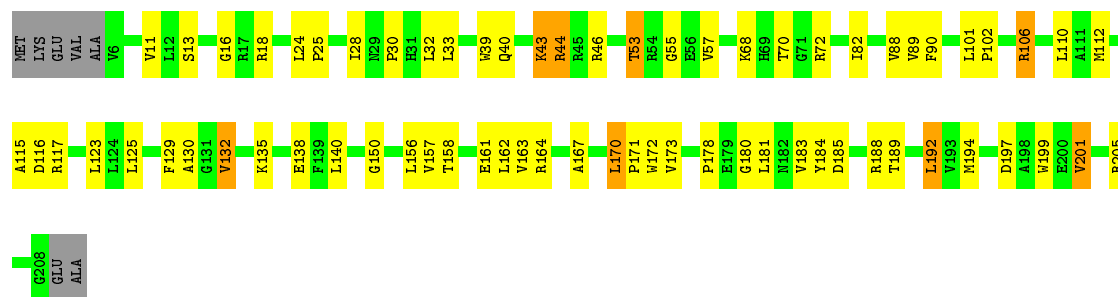 MET LYS GLU VAL ALA V6 V11 L12 S13 G16 R17 R18 L24 P25 I28 N29 P30 H31 L32 L33 W39 Q40 K43 R44 R45 R46 T53 R54 G55 E56 V57 K68 H69 T70 G71 R72 I82 V88 V89 F90 L101 P102 R106 L110 A111 M112
A115 D116 R117 L123 L124 L125 F129 A130 G131 V132 K135 E138 F139 L140 G150 L156 V157 T158 E161 L162 V163 R164 A167 L170 P171 W172 V173 P178 E179 G180 L181 N182 V183 Y184 D185 R188 T189 L192 V193 M194 D197 A198 W199 E200 V201
G208 GLU ALA